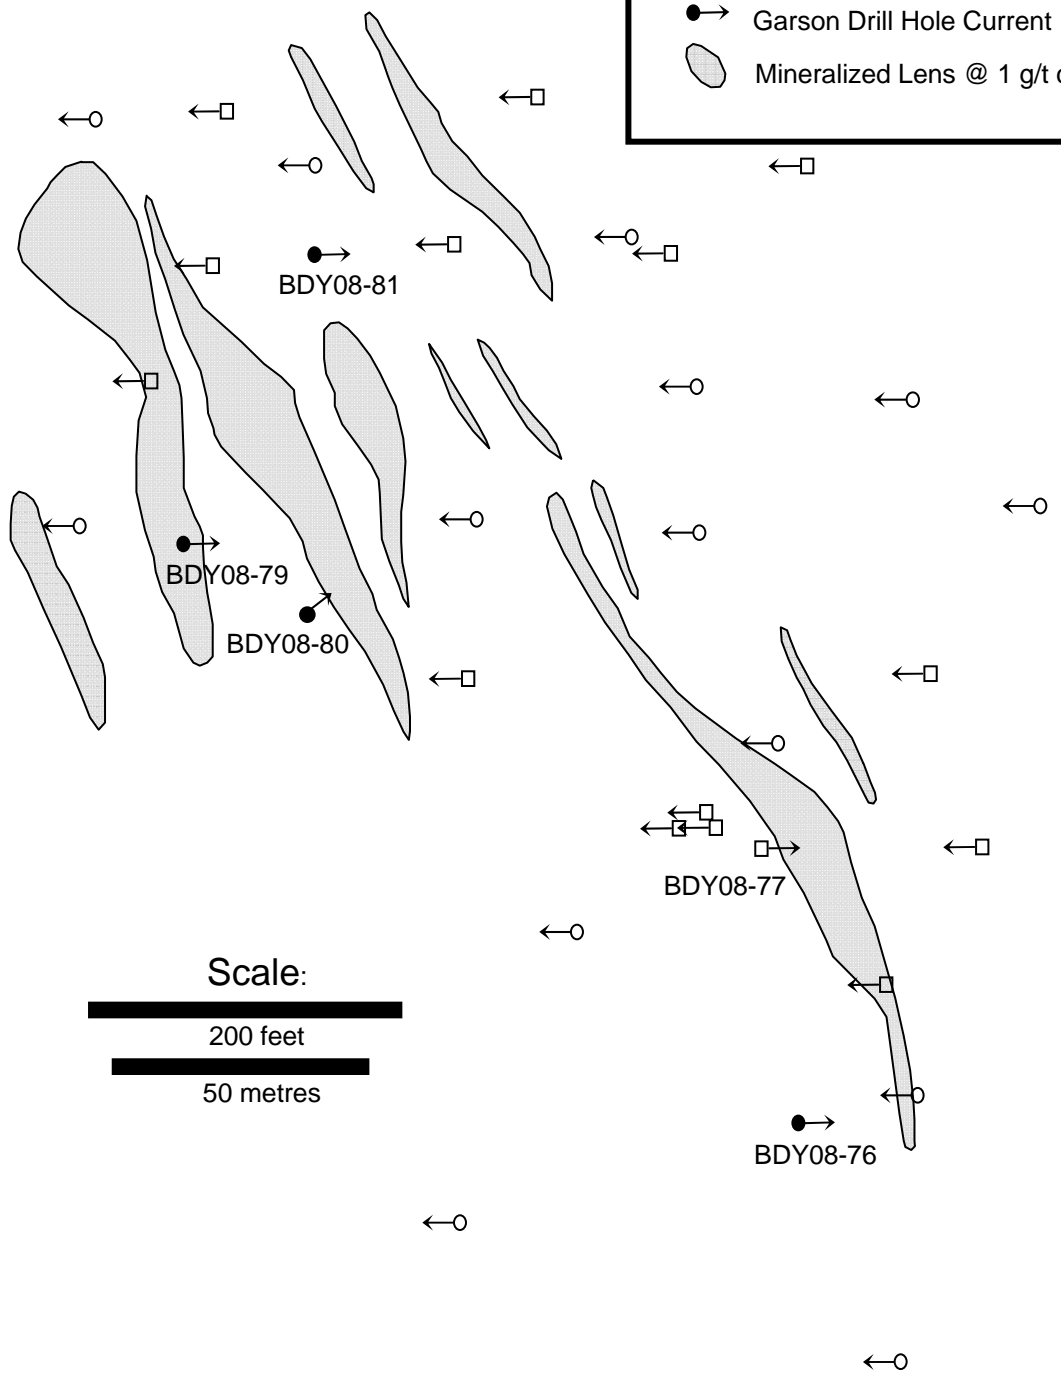 Garson Drill Hole Current
Mineralized Lens @ 1 g/t
BDY08-81
BDY08-79
BDY08-80
BDY08-77
Scale:
200 feet
50 metres
BDY08-76